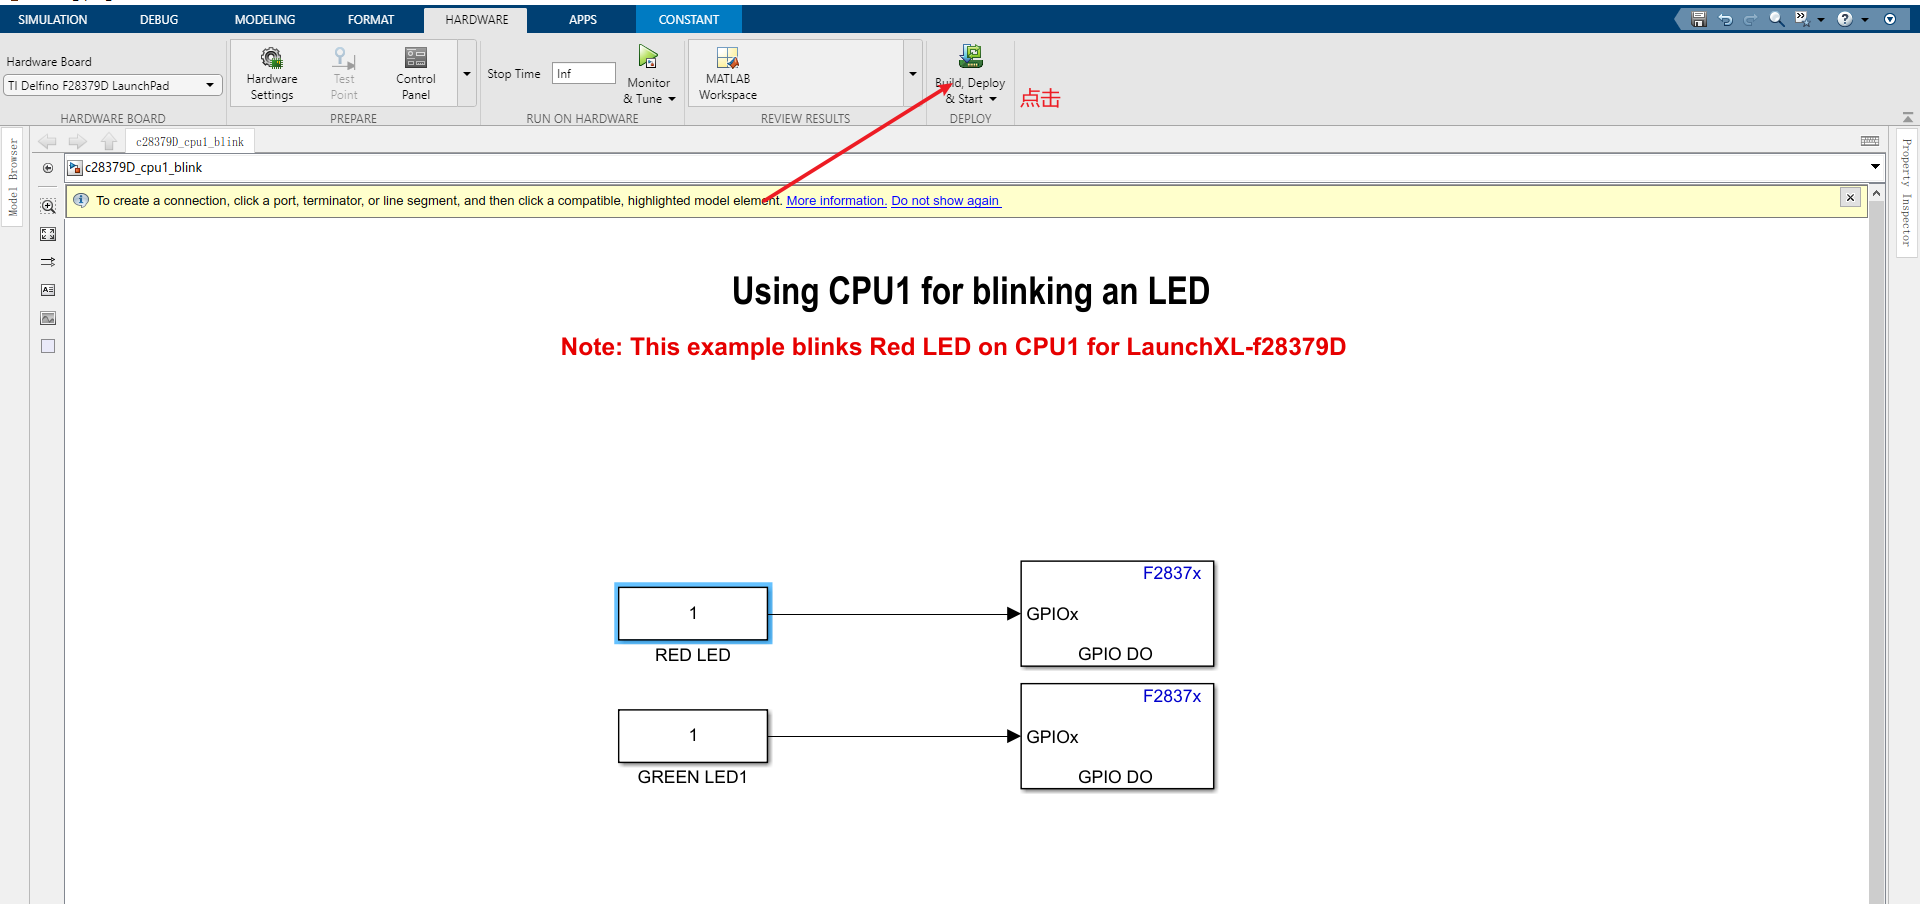 SIMULATION DEBUG MODELING FORMAT HARDWARE APPS CONSTANT
Hardware Board
TI Delfino F28379D LaunchPad
HARDWARE BOARD
Hardware
Settings
Test
Point
Control
Panel
PREPARE
Stop Time Inf
Monitor
& Tune
RUN ON HARDWARE
MATLAB
Workspace
REVIEW RESULTS
Build, Deploy
& Start
DEPLOY
点击
Model Browser
c28379D_cpu1_blink
c28379D_cpu1_blink
Property Inspector
To create a connection, click a port, terminator, or line segment, and then click a compatible, highlighted model element. More information. Do not show again
Using CPU1 for blinking an LED
Note: This example blinks Red LED on CPU1 for LaunchXL-f28379D
1
RED LED
F2837x
GPIOx
GPIO DO
1
GREEN LED1
F2837x
GPIOx
GPIO DO